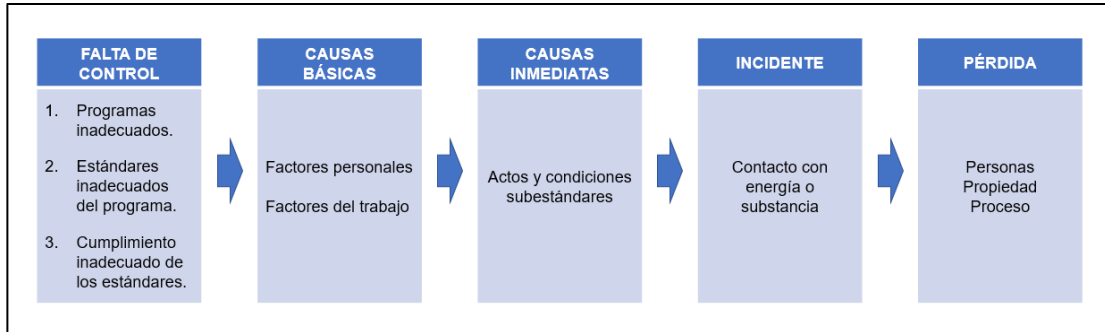 FALTA DE
CONTROL
1. Programas
inadecuados.
2. Estándares
inadecuados
del programa.
3. Cumplimiento
inadecuado de
los estándares.
CAUSAS
BÁSICAS
Factores personales
Factores del trabajo
CAUSAS
INMEDIATAS
Actos y condiciones
subestándares
INCIDENTE
Contacto con
energía o
substancia
PÉRDIDA
Personas
Propiedad
Proceso